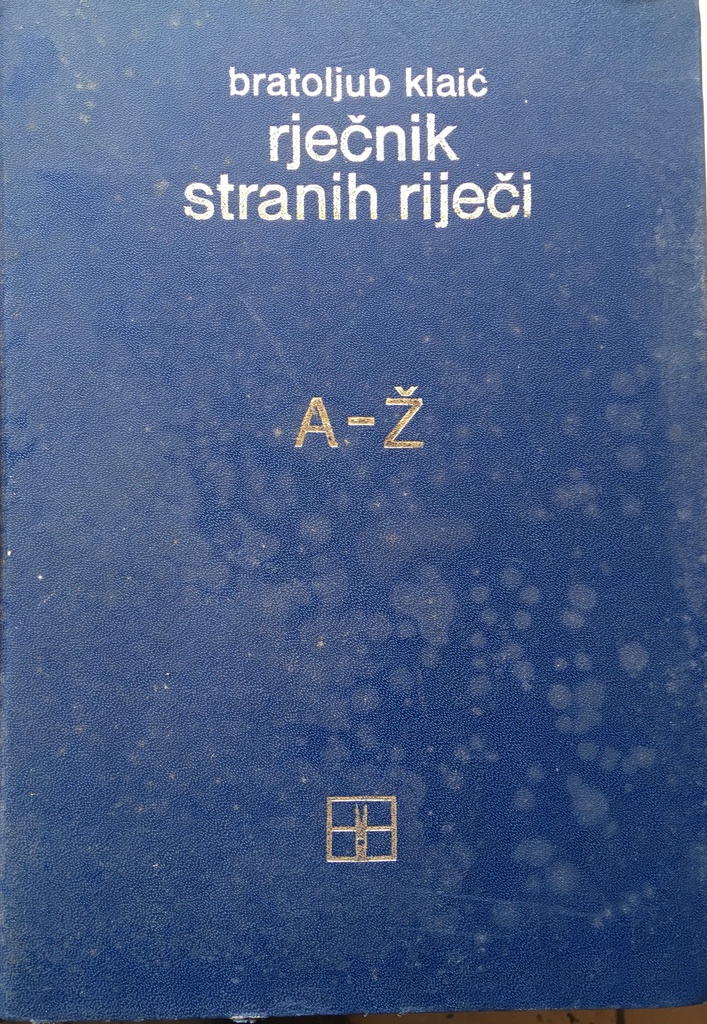 bratoljub klaić
rječnik
stranih riječi
A-Ž